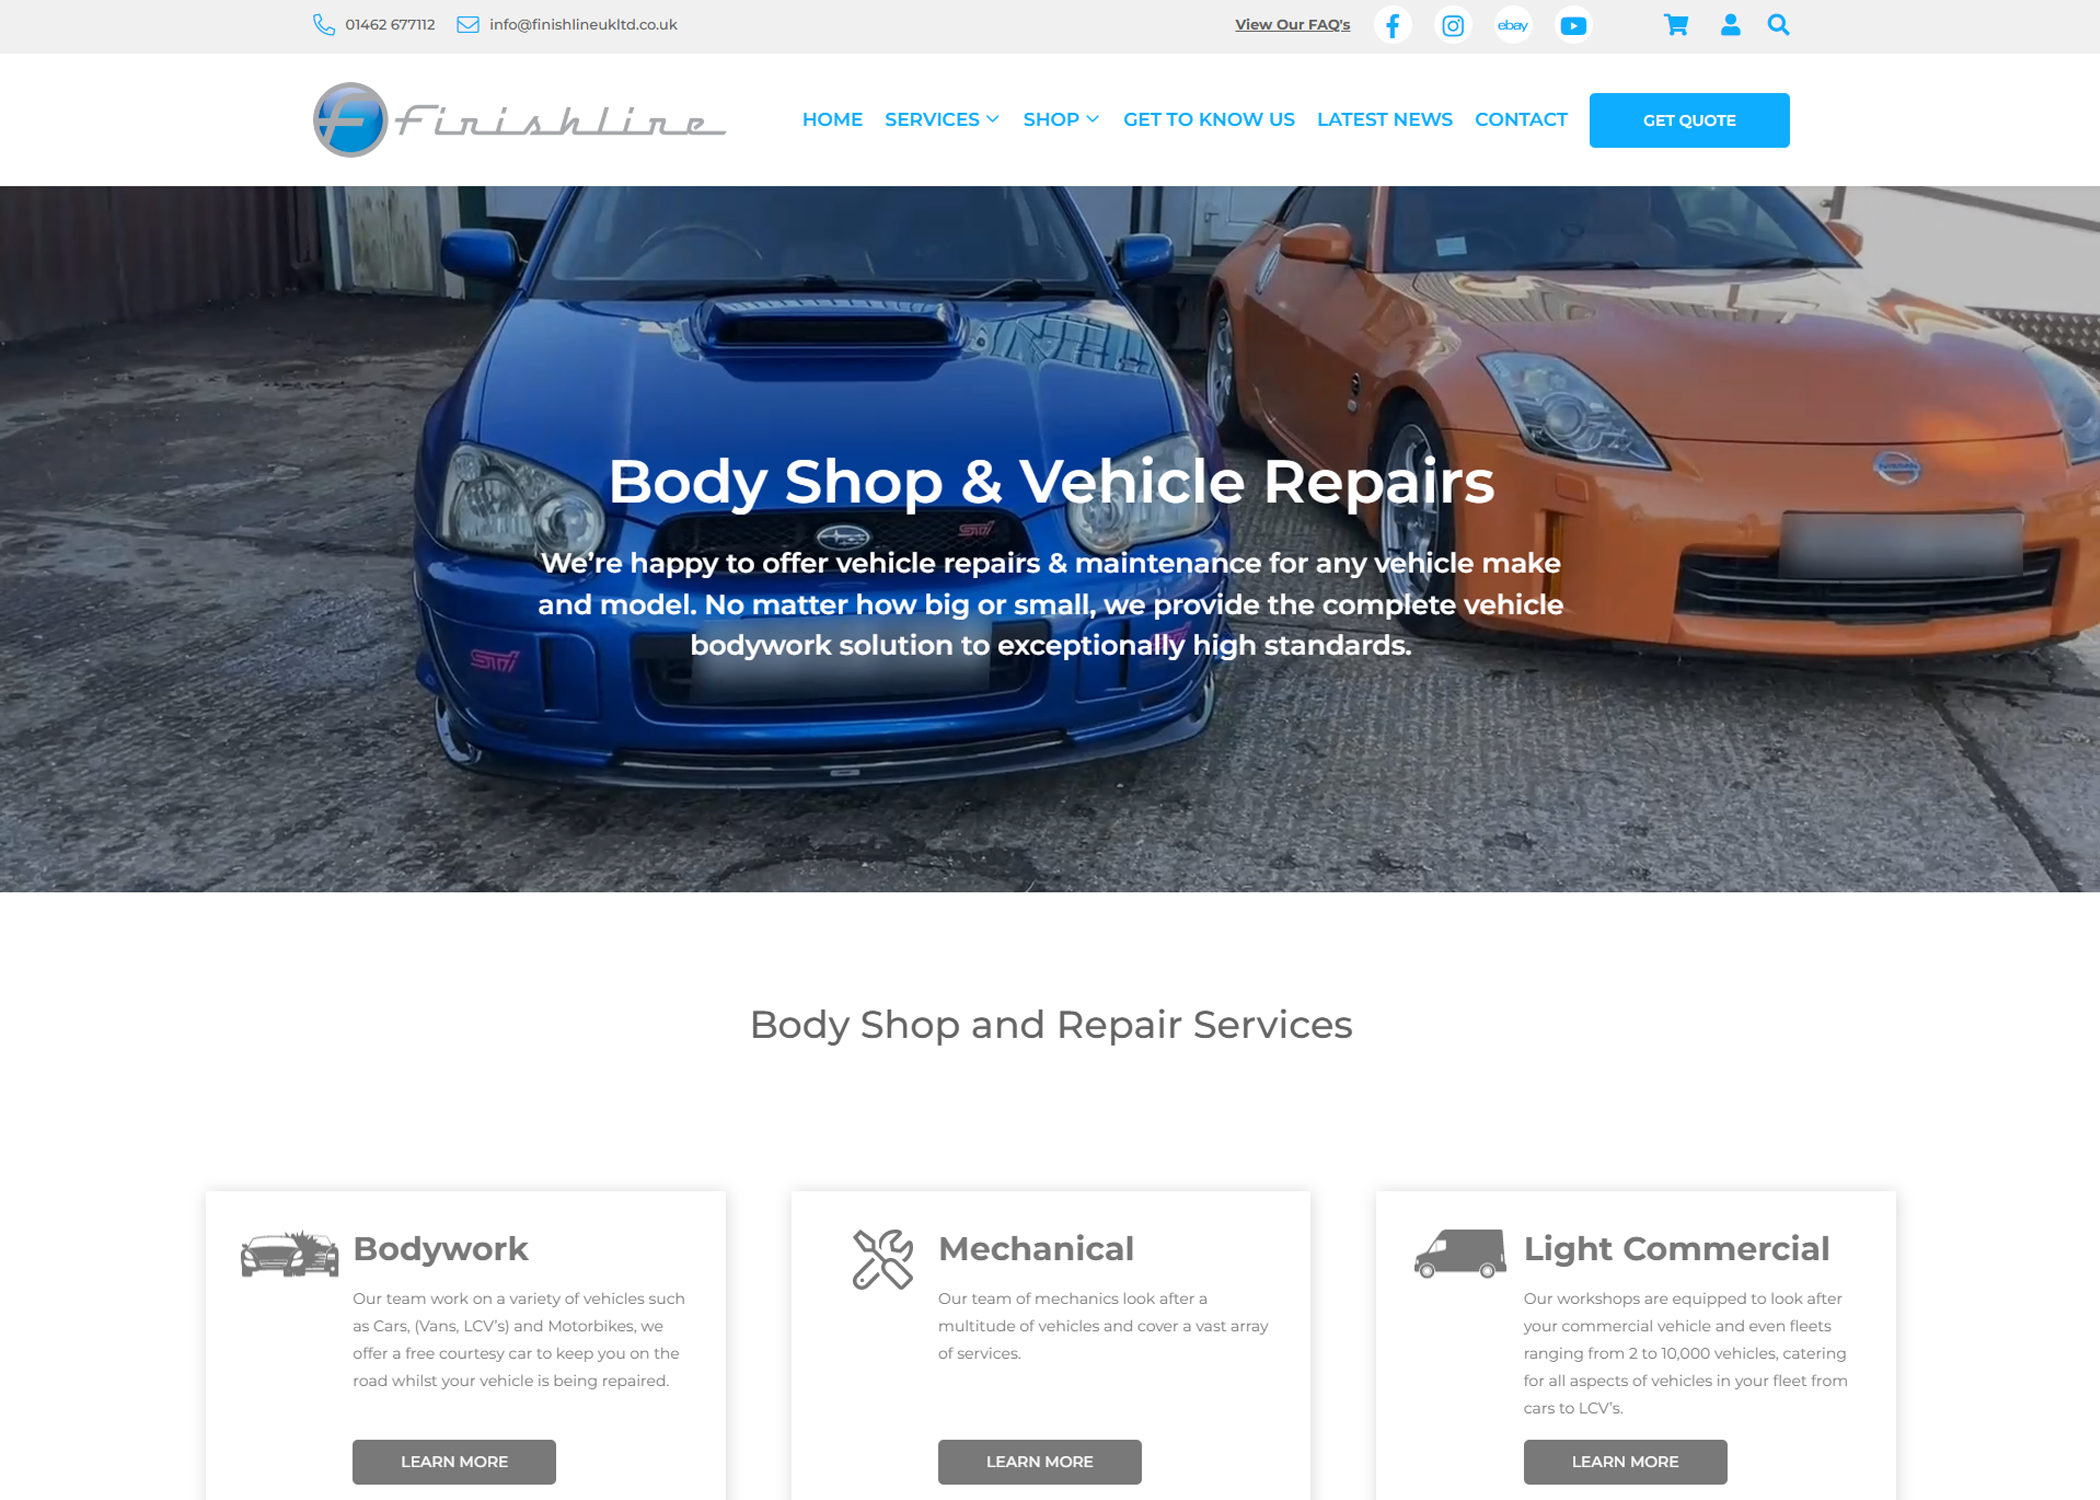 01462 677112
info@finishlineukltd.co.uk
View Our FAQ's
ebay
Finishline
HOME
SERVICES
SHOP
GET TO KNOW US
LATEST NEWS
CONTACT
GET QUOTE
Body Shop & Vehicle Repairs
STI
We’re happy to offer vehicle repairs & maintenance for any vehicle make
and model. No matter how big or small, we provide the complete vehicle
bodywork solution to exceptionally high standards.
STI
NISSAN
Body Shop and Repair Services
Bodywork
Our team work on a variety of vehicles such
as Cars, (Vans, LCV’s) and Motorbikes, we
offer a free courtesy car to keep you on the
road whilst your vehicle is being repaired.
LEARN MORE
Mechanical
Our team of mechanics look after a
multitude of vehicles and cover a vast array
of services.
LEARN MORE
Light Commercial
Our workshops are equipped to look after
your commercial vehicle and even fleets
ranging from 2 to 10,000 vehicles, catering
for all aspects of vehicles in your fleet from
cars to LCV’s.
LEARN MORE